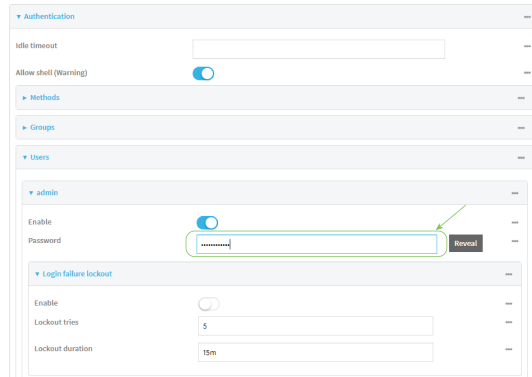 Authentication
Idle timeout
Allow shell (Warning)
Methods
Groups
Users
admin
Enable
Password
••••••••••••
Reveal
Login failure lockout
Enable
Lockout tries
5
Lockout duration
15m